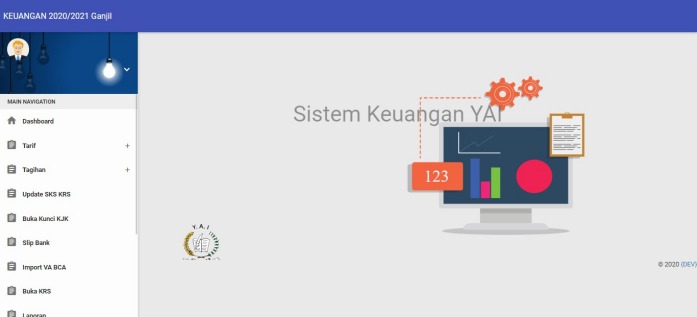 KEUANGAN 2020/2021 Ganjil
MAIN NAVIGATION
Dashboard
Tarif +
Tagihan +
Update SKS KRS
Buka Kunci KJK
Slip Bank
Import VA BCA
Buka KRS
Laporan
Sistem Keuangan YAI
123
Y. A. I
© 2020 (DEV)